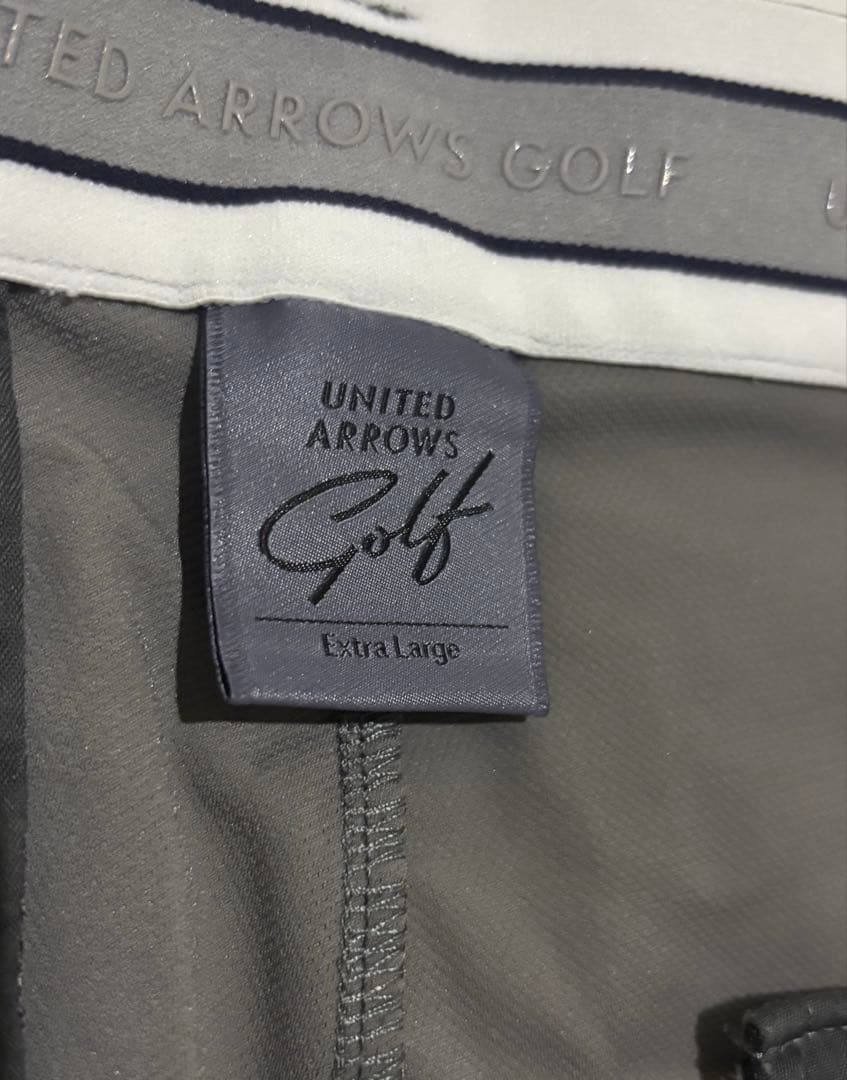 TED ARROWS GOLF U
UNITED
ARROWS
Golf
Extra Large